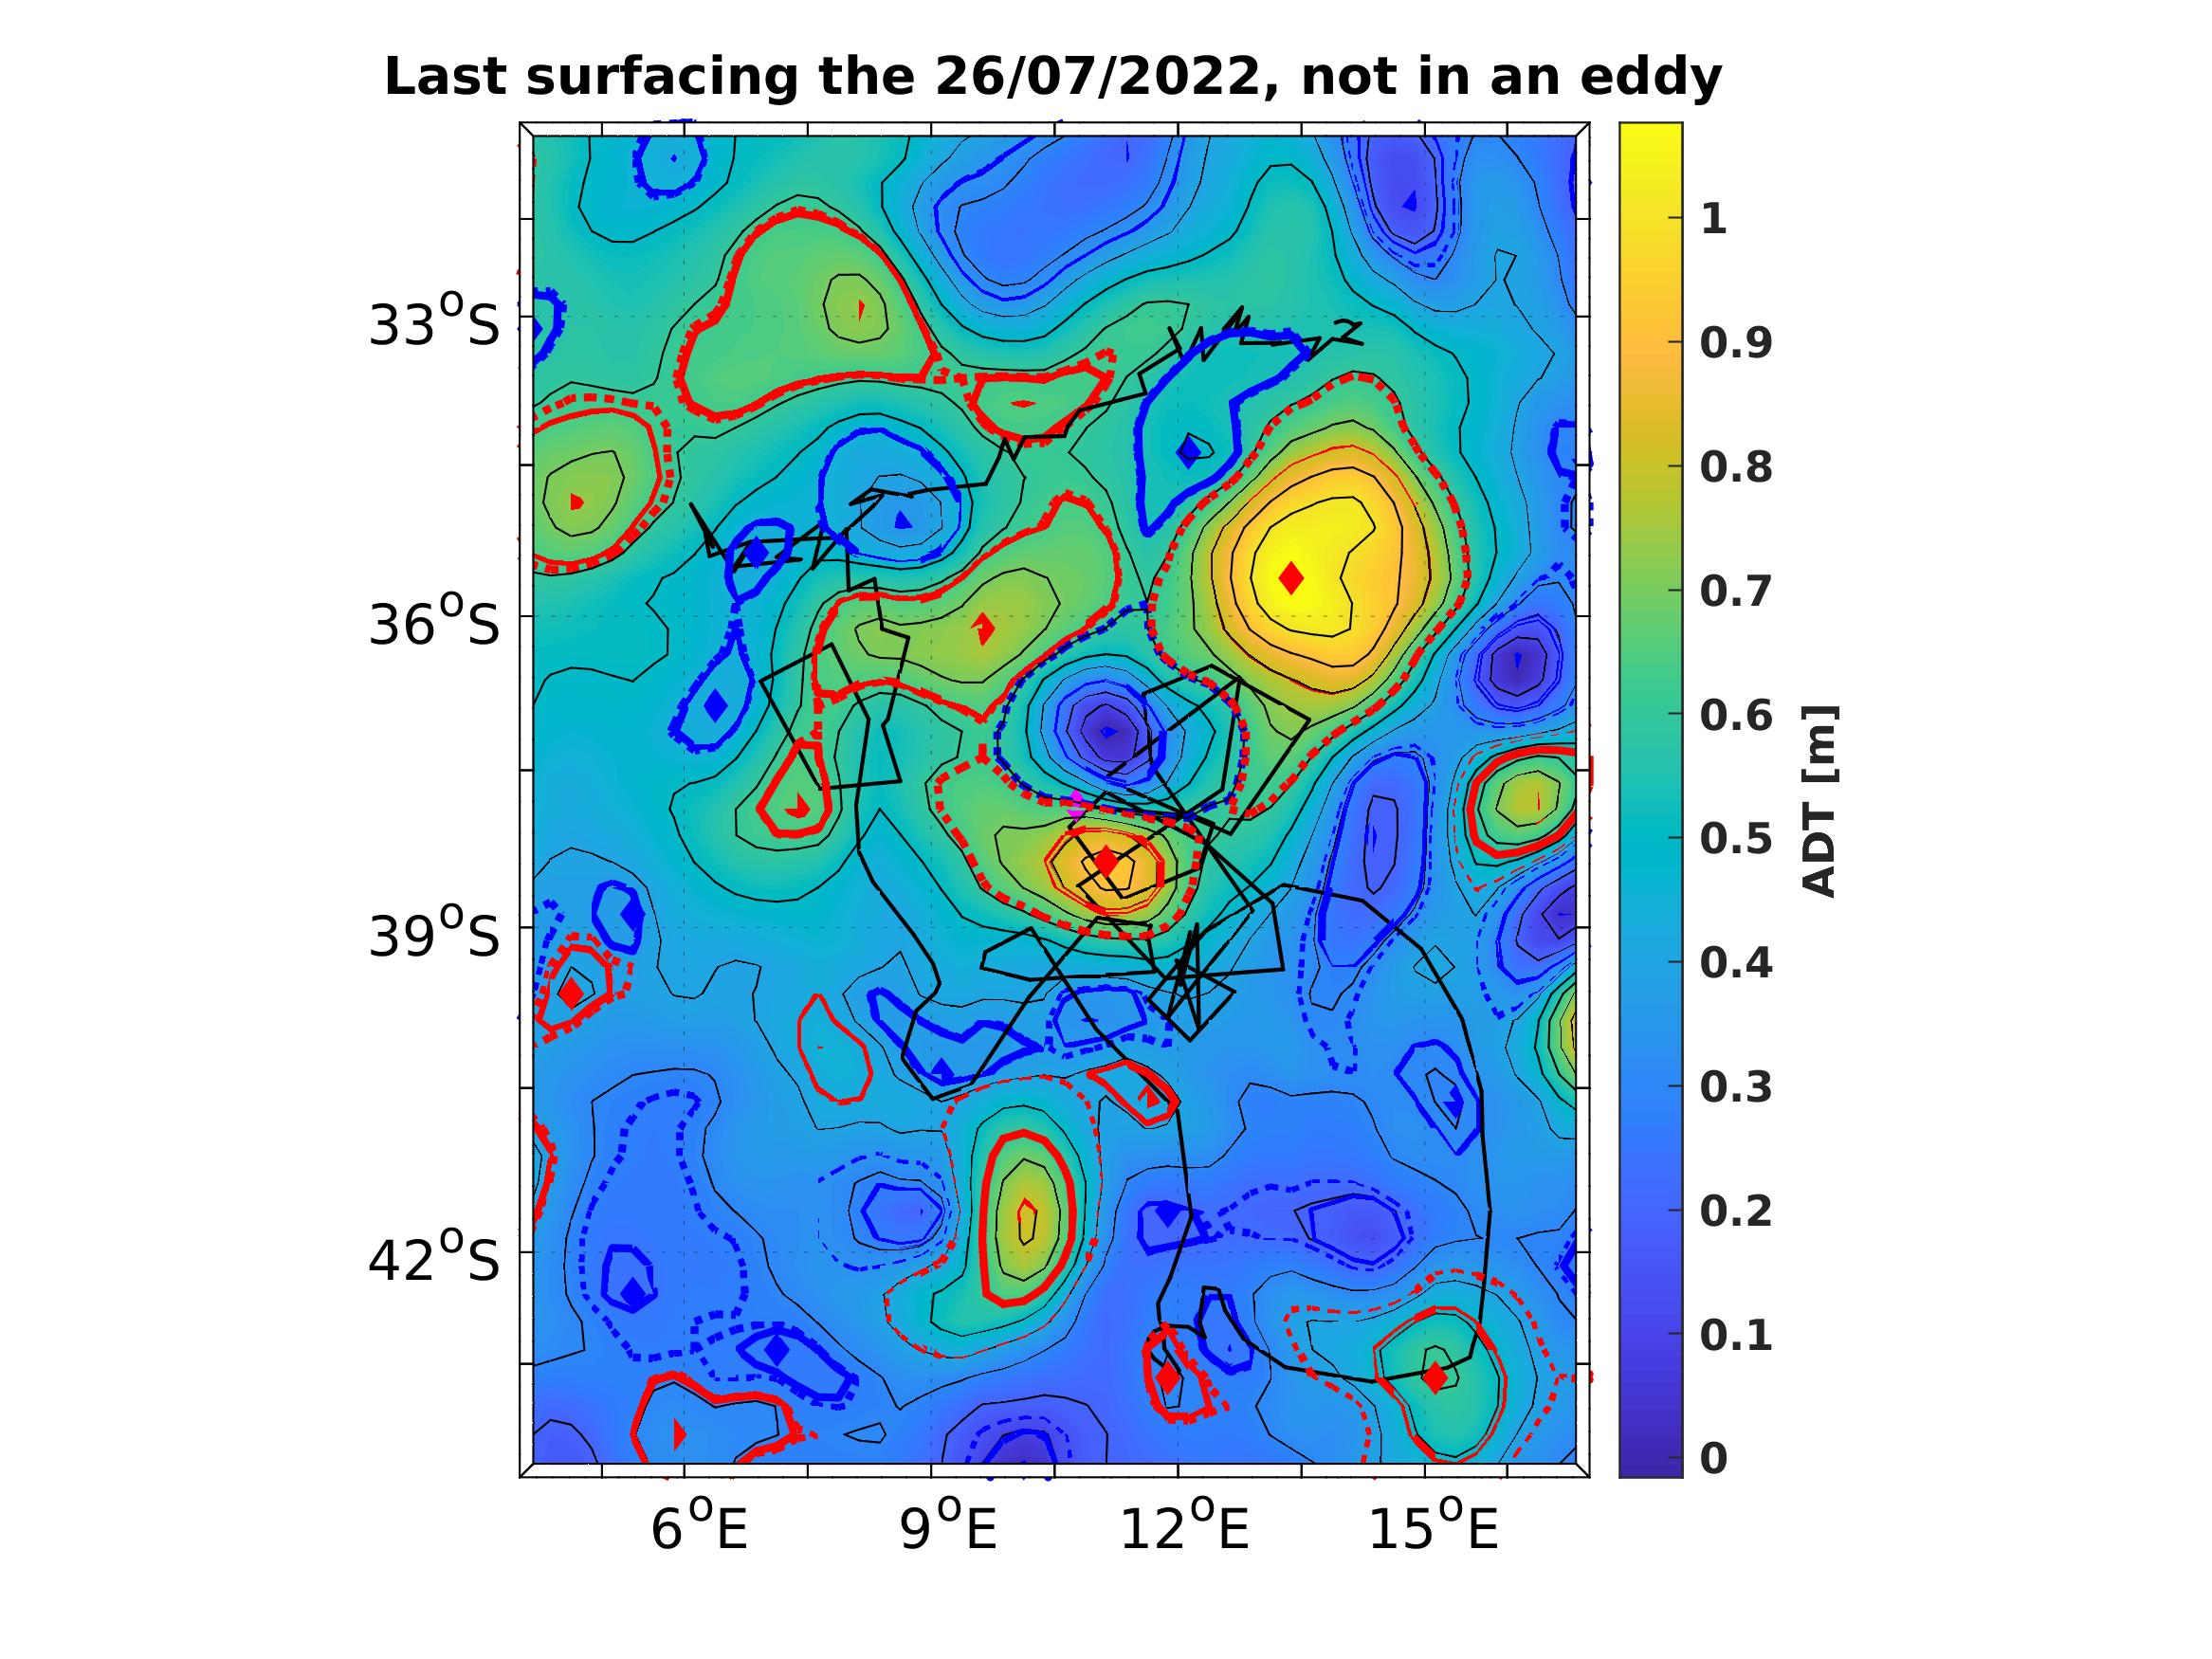 Last surfacing the 26/07/2022, not in an eddy
33°S
36°S
39°S
42°S
6°E 9°E 12°E 15°E
1
0.9
0.8
0.7
0.6
0.5
0.4
0.3
0.2
0.1
0
ADT [m]